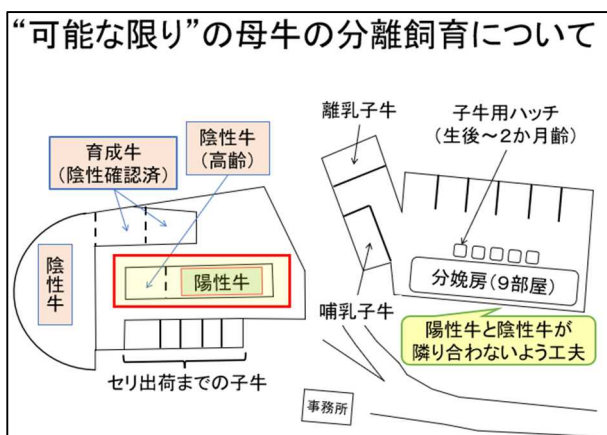 “可能な限り”の母牛の分離飼育について
育成牛
(陰性確認済)
陰性牛
(高齢)
離乳子牛
子牛用ハッチ
(生後～2か月齢)
陰性牛
陽性牛
分娩房(9部屋)
哺乳子牛
陽性牛と陰性牛が
隣り合わないよう工夫
セリ出荷までの子牛
事務所